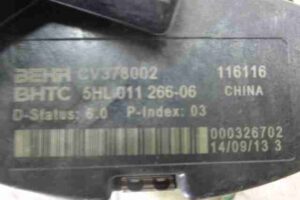 BEHR CV378002 116116
BHTC 5HL 011 266-06 CHINA
D-Status: 6.0 P-Index: 03
000326702
14/09/13 3